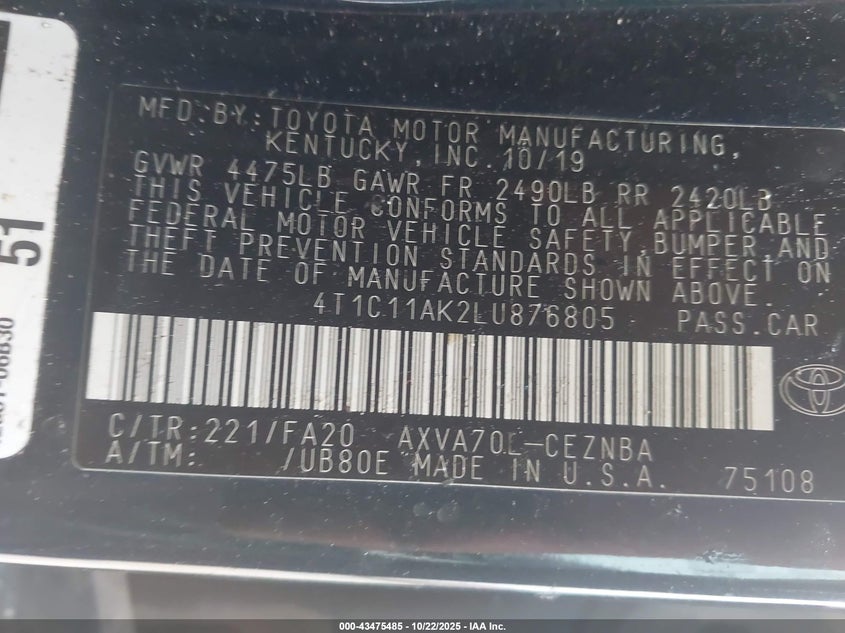 MFD.BY:TOYOTA MOTOR MANUFACTURING,
KENTUCKY,INC.10/19
GVWR 4475LB GAWR FR 2490LB RR 2420LB
THIS VEHICLE CONFORMS TO ALL APPLICABLE
FEDERAL MOTOR VEHICLE SAFETY,BUMPER,AND
THEFT PREVENTION STANDARDS IN EFFECT ON
THE DATE OF MANUFACTURE SHOWN ABOVE.
4T1C11AK2LU876805 PASS.CAR
C/TR:221/FA20 AXVA70L-CEZNBA
A/TM: /UB80E MADE IN U.S.A. 75108
51
000-43475485 - 10/22/2025 - IAA Inc.